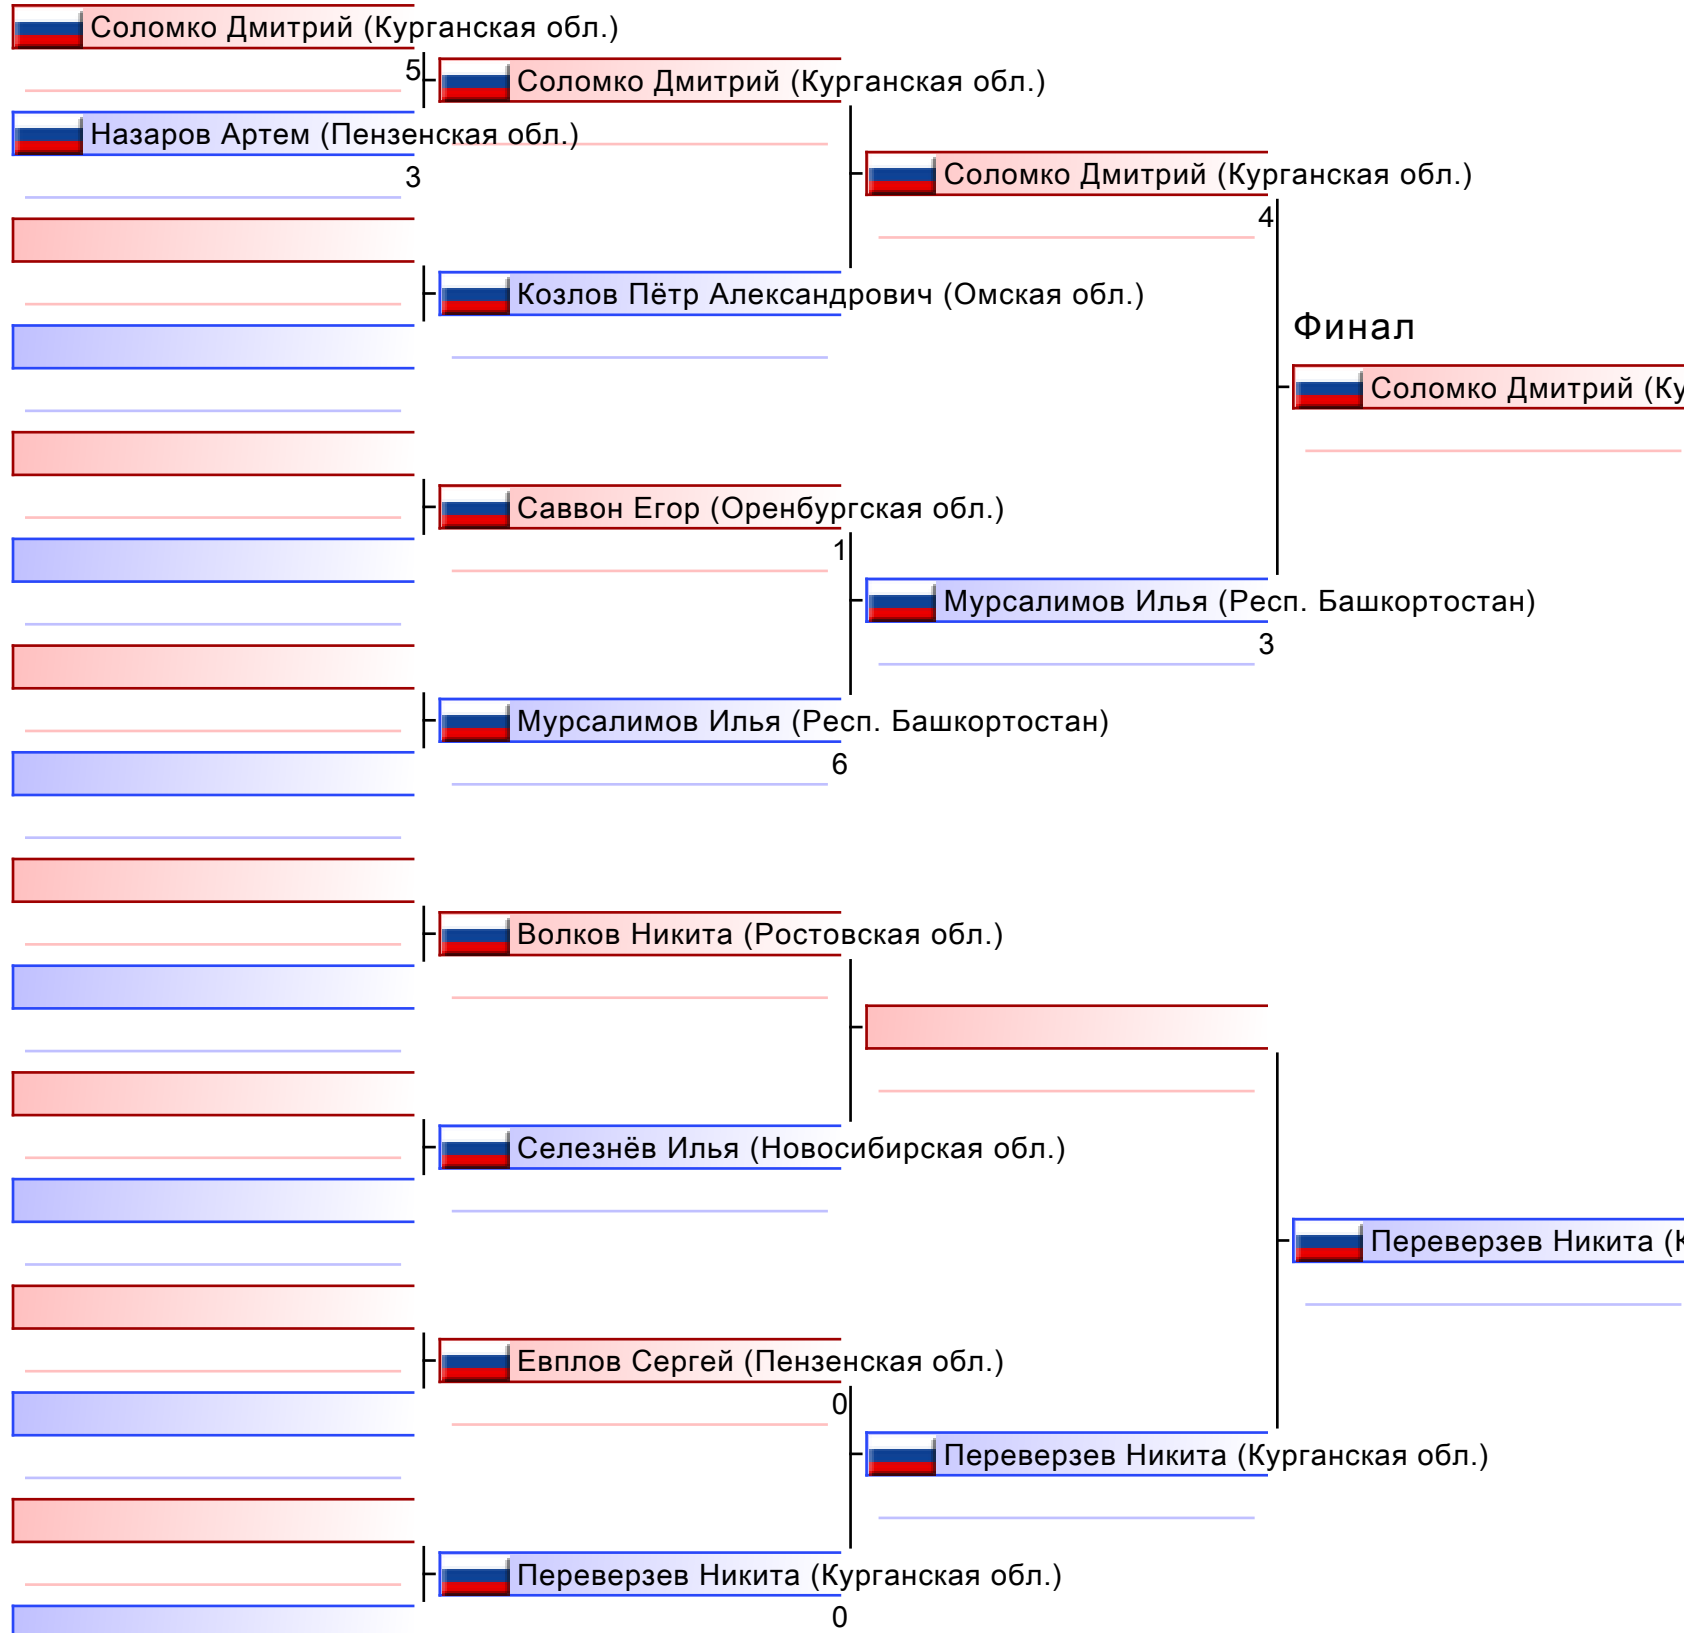 Соломко Дмитрий (Курганская обл.)
5
Назаров Артем (Пензенская обл.)
3
Соломко Дмитрий (Курганская обл.)
Козлов Пётр Александрович (Омская обл.)
Саввон Егор (Оренбургская обл.)
1
Мурсалимов Илья (Респ. Башкортостан)
6
Волков Никита (Ростовская обл.)
Селезнёв Илья (Новосибирская обл.)
Евплов Сергей (Пензенская обл.)
0
Переверзев Никита (Курганская обл.)
0
Соломко Дмитрий (Курганская обл.)
4
Мурсалимов Илья (Респ. Башкортостан)
3
Переверзев Никита (Курганская обл.)
Финал
Соломко Дмитрий (Ку
Переверзев Никита (К